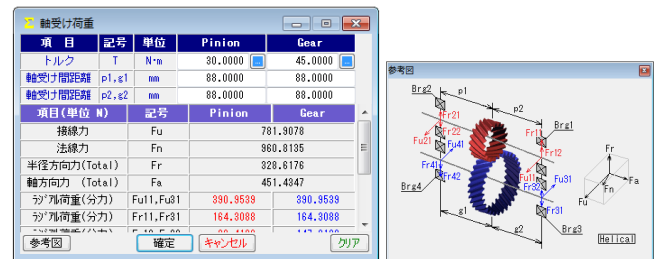 Σ 軸受け荷重
項 目 記号 単位 Pinion Gear
トルク T N・m 30.0000 ... 45.0000 ...
軸受け間距離 p1,g1 mm 88.0000 88.0000
軸受け間距離 p2,g2 mm 88.0000 88.0000
項目(単位 N) 記号 Pinion Gear
接線力 Fu 781.9078
法線力 Fn 960.8135
半径方向力(Total) Fr 328.6176
軸方向力 (Total) Fa 451.4347
ラジアル荷重(分力) Fu11,Fu31 390.9539 390.9539
ラジアル荷重(分力) Fr11,Fr31 164.3088 164.3088
参考図 確定 キャンセル クリア
参考図
Brg2 p1 p2
Fr21 Brg1
Fr22 Fr11 Fr
Fu21 Fu41 Fr12
Fr41 Fu11 Fu31 Fa
Fr42 Fr32 Fu Fn
Brg4 Fr31
g1 g2 Brg3
Helical